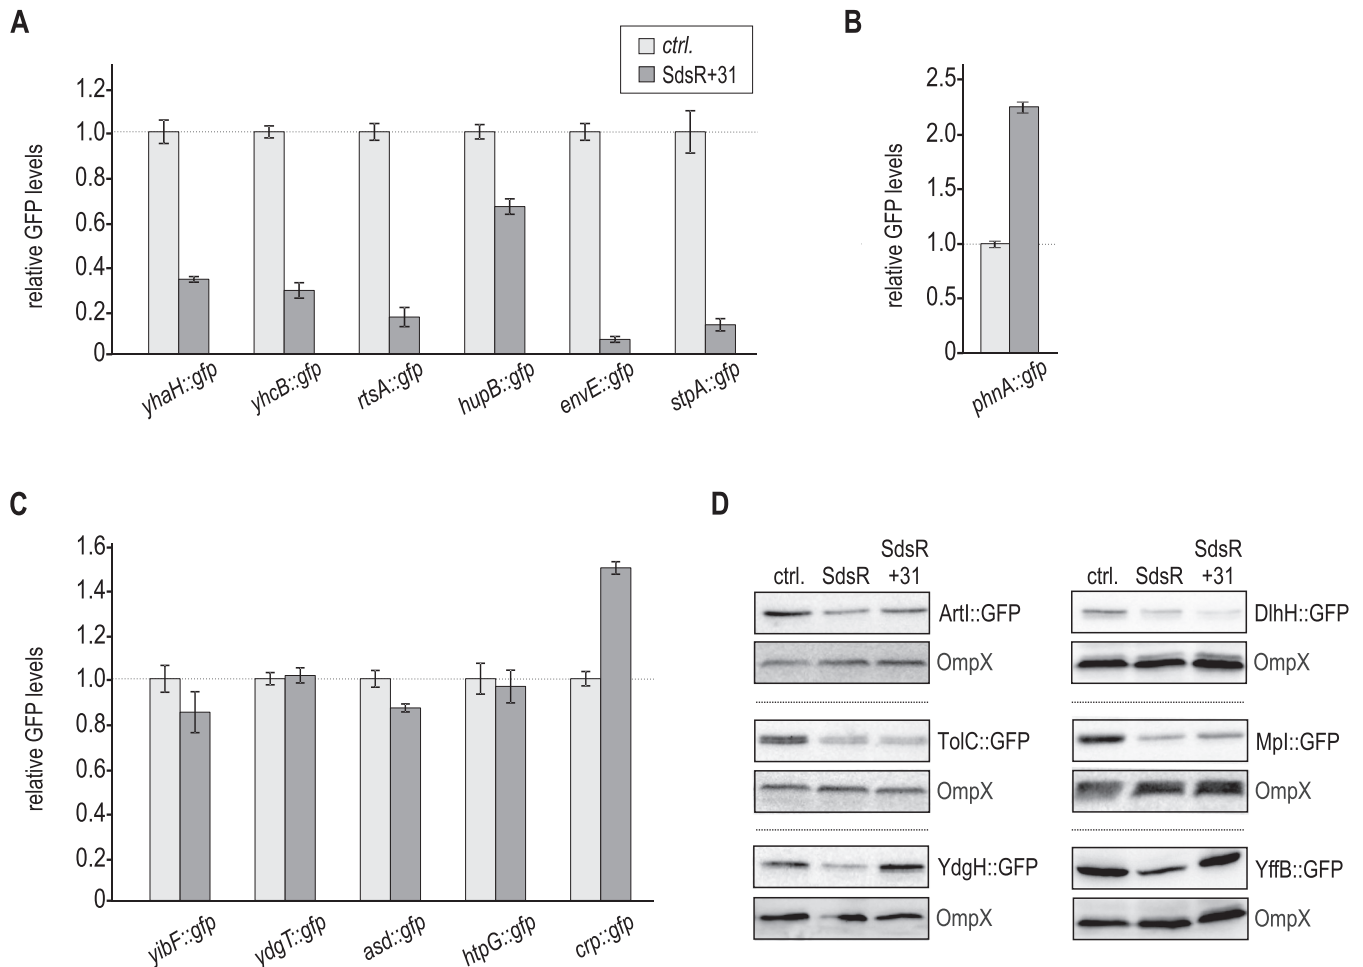 A
ctrl.
SdsR+31
relative GFP levels
1.2
1.0
0.8
0.6
0.4
0.2
0
yhaH::gfp
yhcB::gfp
rtsA::gfp
hupB::gfp
envE::gfp
stpA::gfp
B
relative GFP levels
2.5
2.0
1.5
1.0
0.5
0
phnA::gfp
C
relative GFP levels
1.6
1.4
1.2
1.0
0.8
0.6
0.4
0.2
0
yibF::gfp
ydgT::gfp
asd::gfp
htpG::gfp
crp::gfp
D
ctrl. SdsR SdsR +31
ArtI::GFP
OmpX
TolC::GFP
OmpX
YdgH::GFP
OmpX
ctrl. SdsR SdsR +31
DlhH::GFP
OmpX
Mpl::GFP
OmpX
YffB::GFP
OmpX